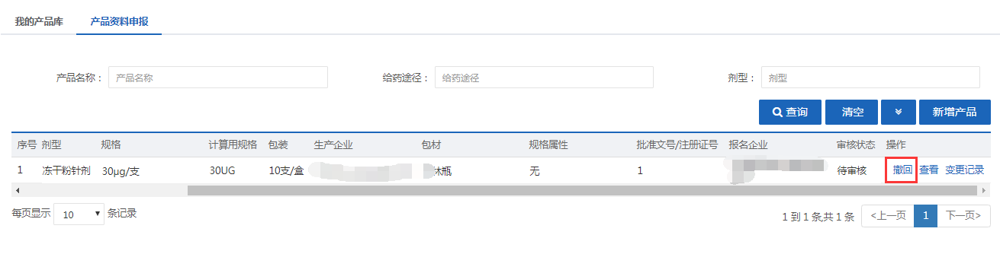 我的产品库 产品资料申报
产品名称： 产品名称 给药途径： 给药途径 剂型： 剂型
查询 清空 新增产品
序号 剂型 规格 计算用规格 包装 生产企业 包材 规格属性 批准文号/注册证号 报名企业 审核状态 操作
1 冻干粉针剂 30μg/支 30UG 10支/盒 瓶 无 1 待审核 撤回 查看 变更记录
每页显示 10 条记录
1 到 1 条,共 1 条 <上一页 1 下一页>